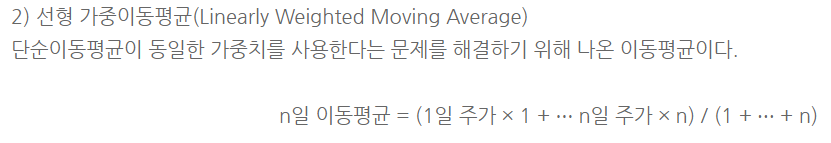 2) 선형 가중이동평균(Linearly Weighted Moving Average)
단순이동평균이 동일한 가중치를 사용한다는 문제를 해결하기 위해 나온 이동평균이다.
n일 이동평균 = (1일 주가 × 1 + ⋯ n일 주가 × n) / (1 + ⋯ + n)